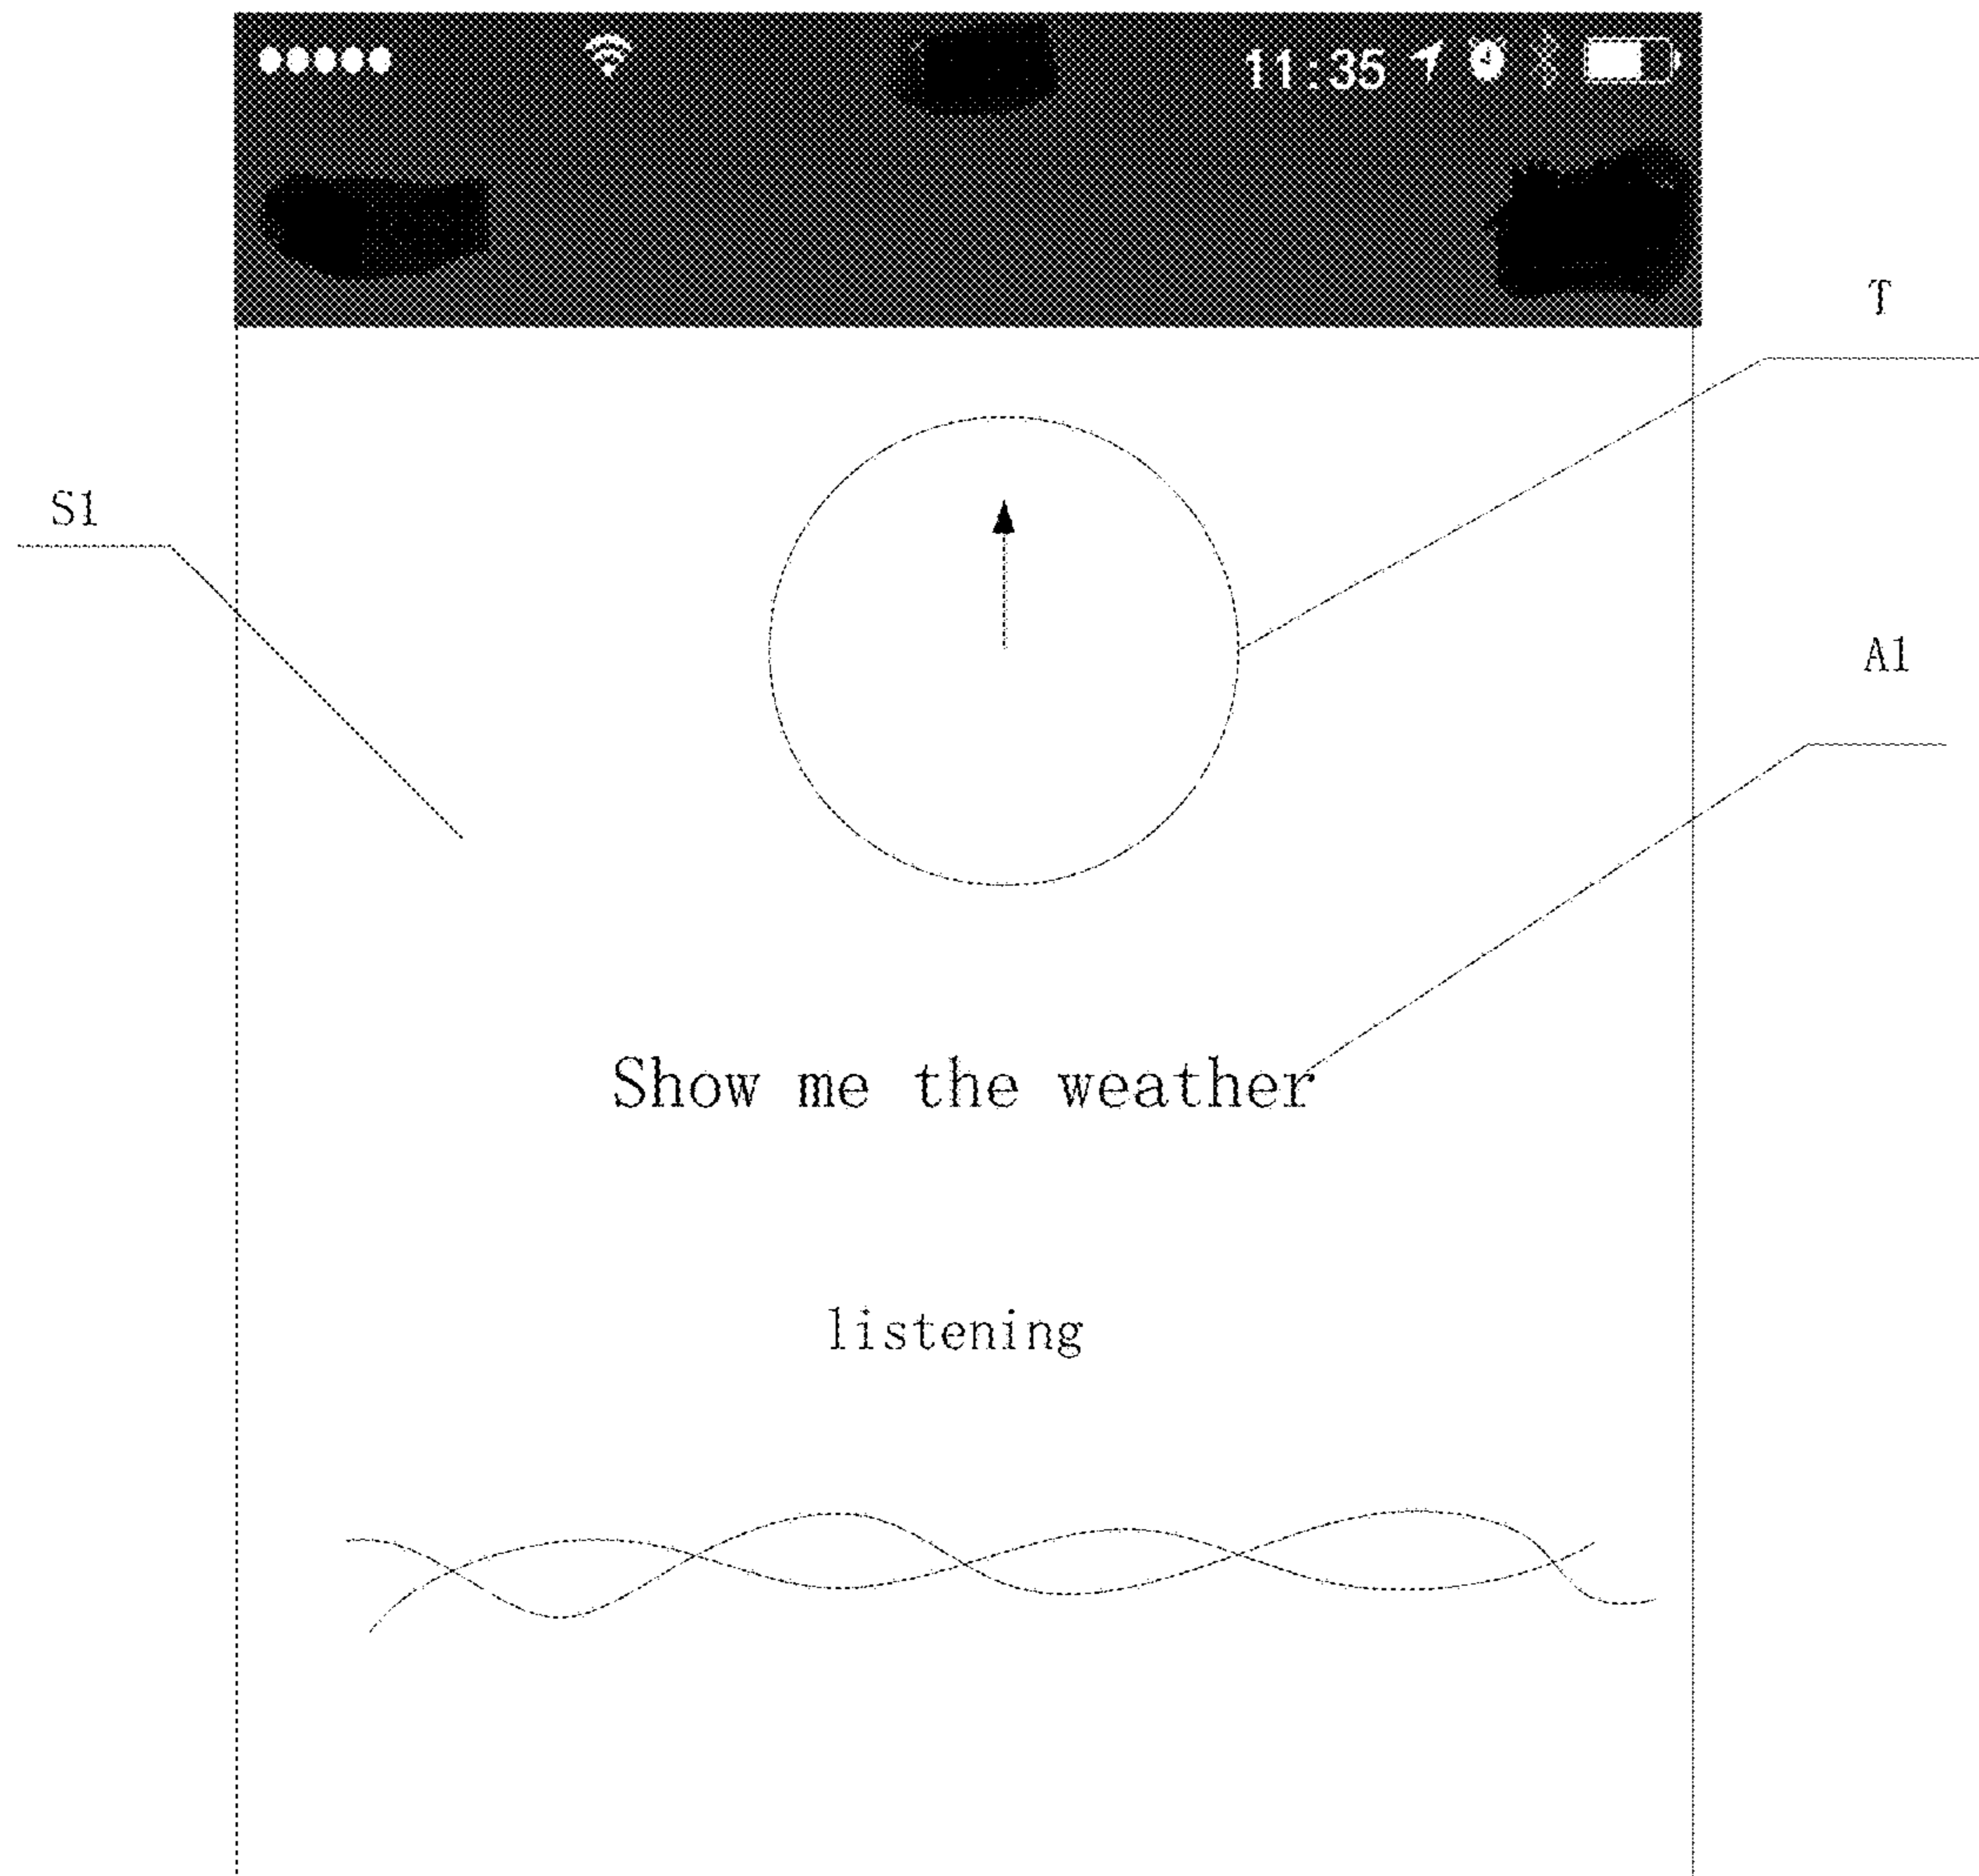 11:35
T
S1
A1
Show me the weather
listening